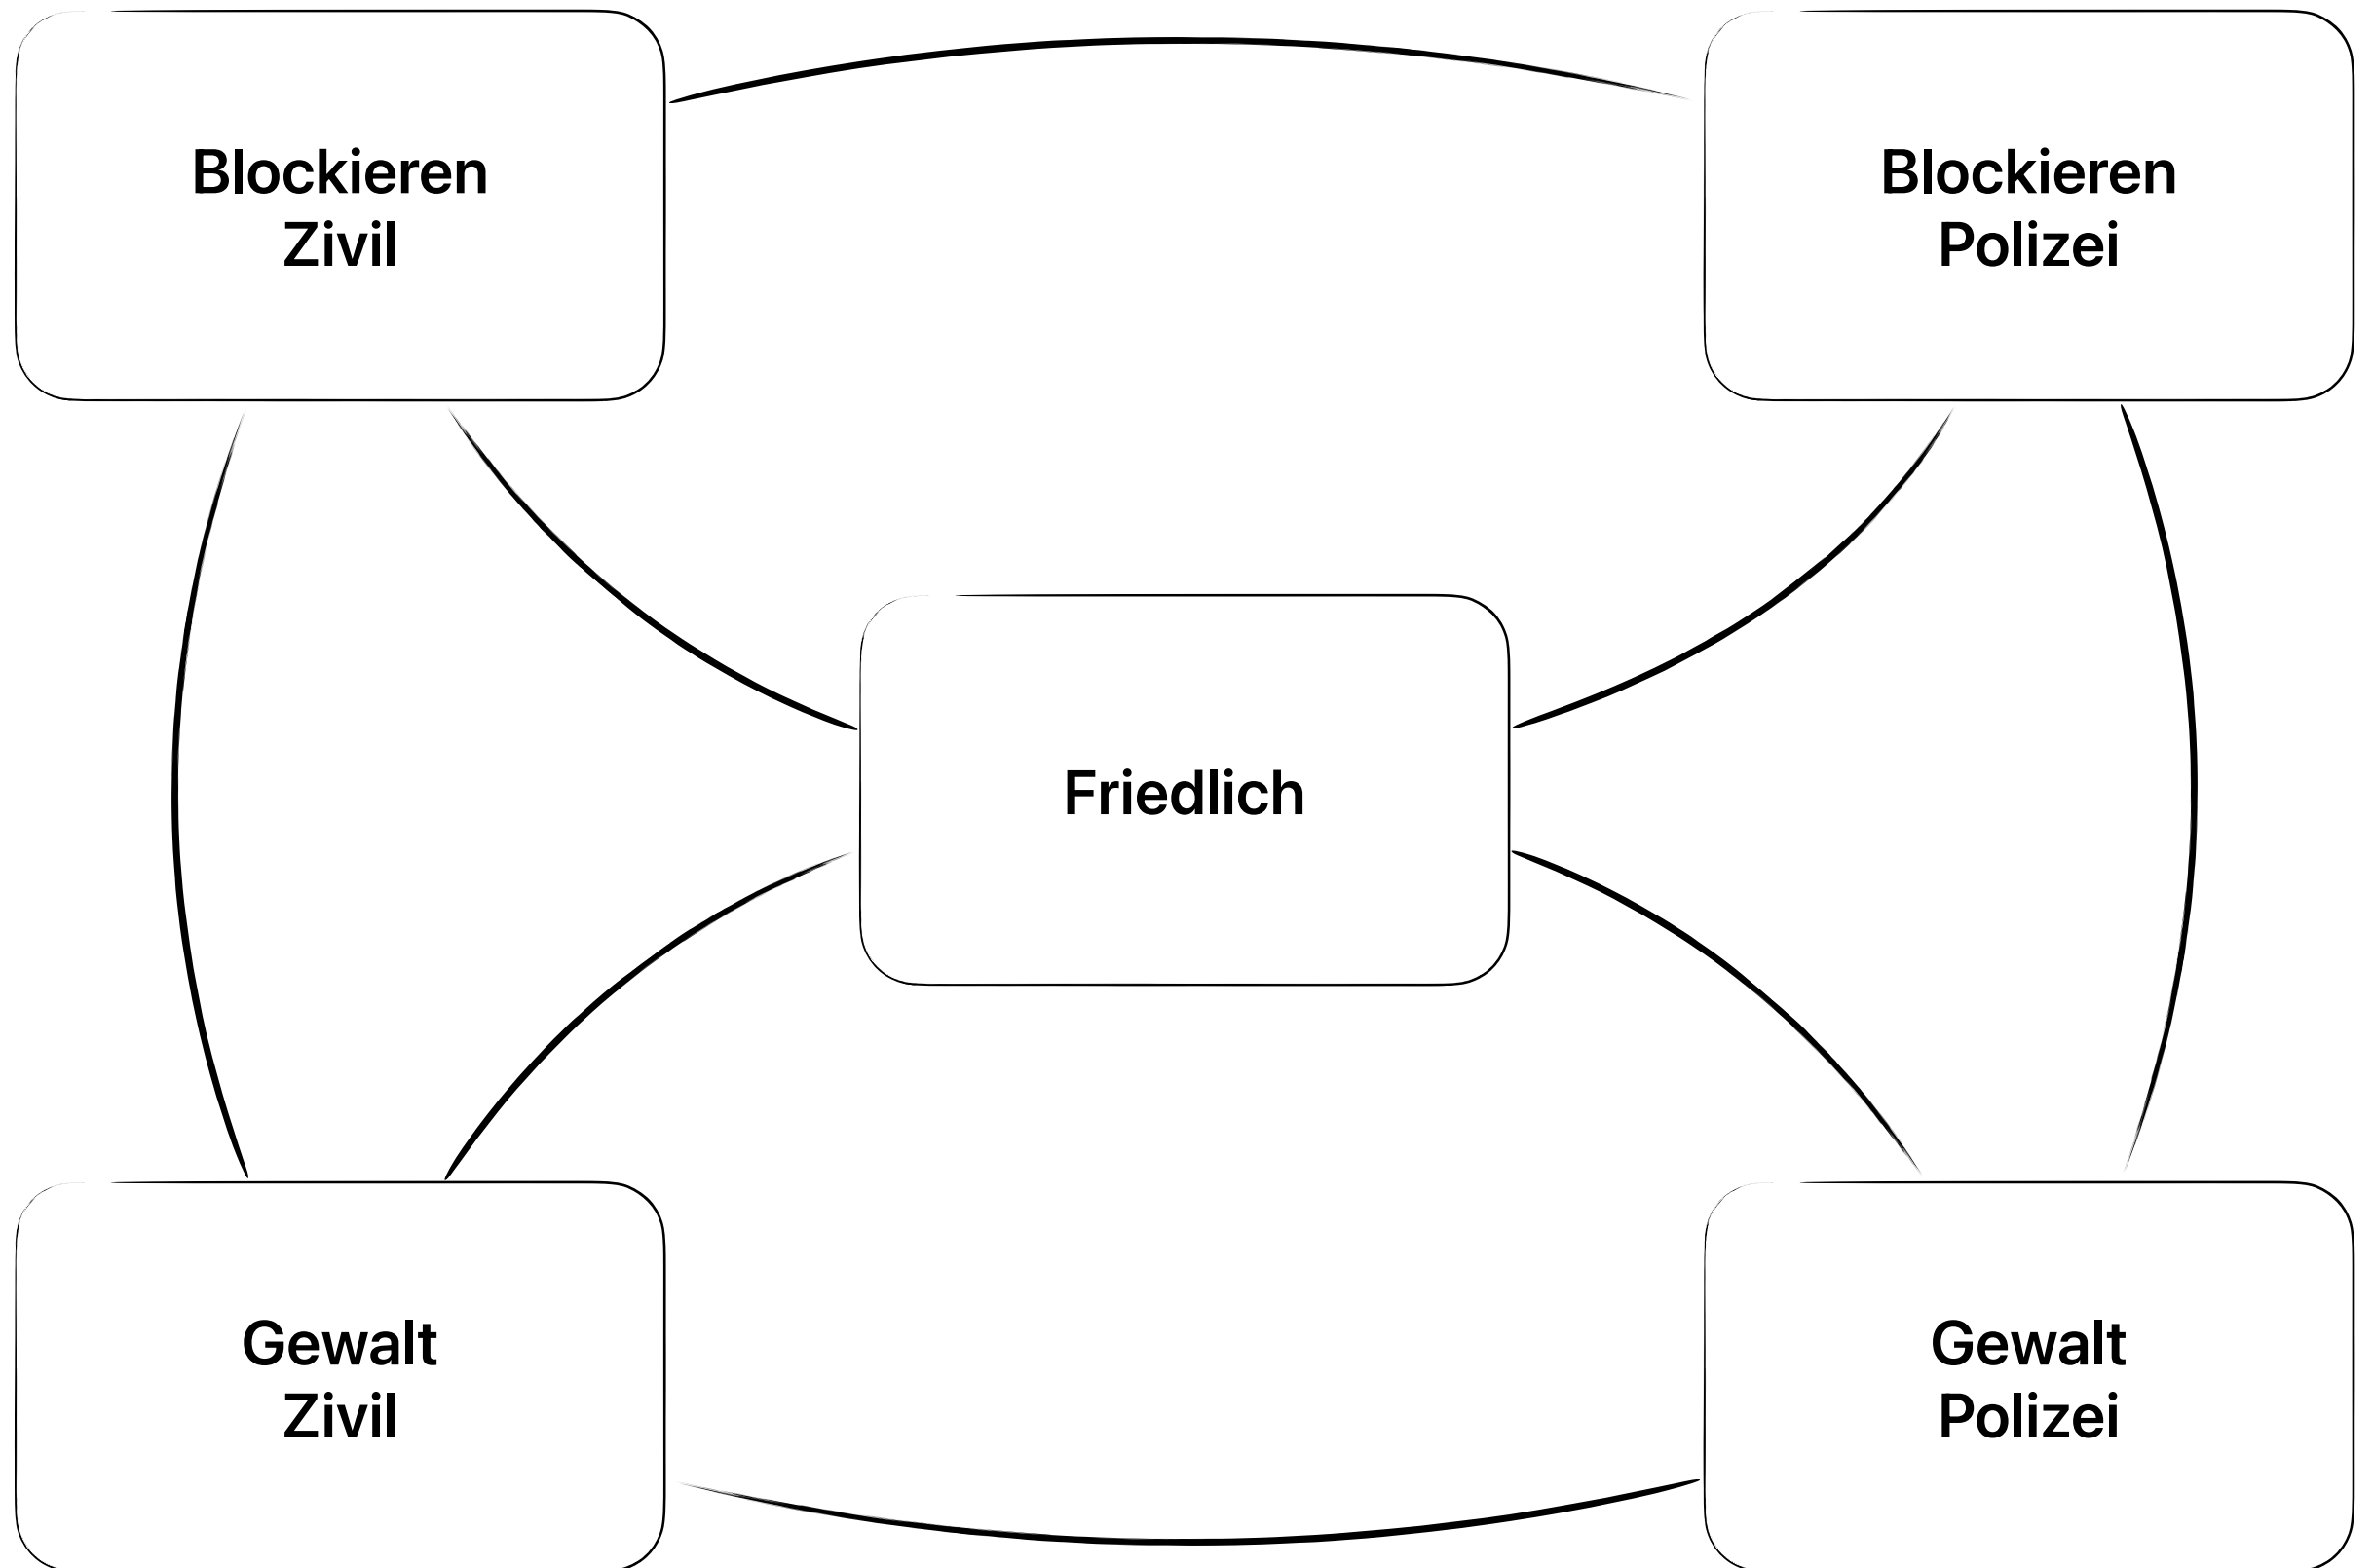 Blockieren
Zivil
Blockieren
Polizei
Friedlich
Gewalt
Zivil
Gewalt
Polizei